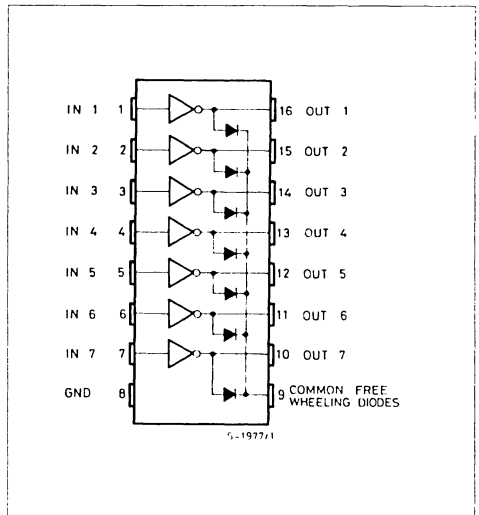 IN 1 1 16 OUT 1
IN 2 2 15 OUT 2
IN 3 3 14 OUT 3
IN 4 4 13 OUT 4
IN 5 5 12 OUT 5
IN 6 6 11 OUT 6
IN 7 7 10 OUT 7
GND 8 9 COMMON FREE
WHEELING DIODES
S-1977/1